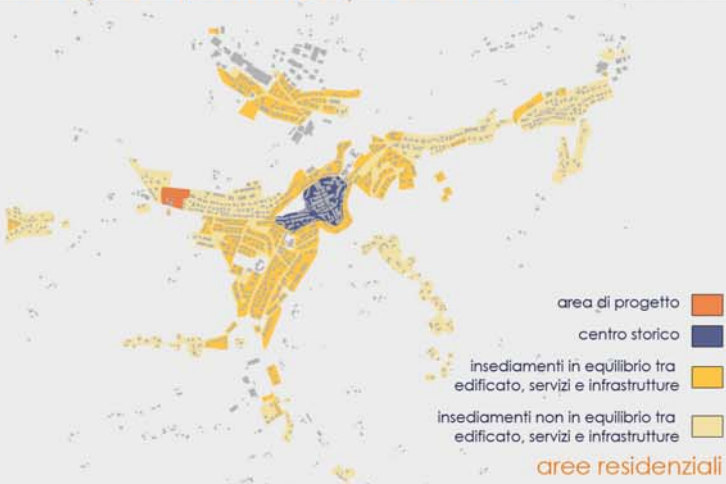 area di progetto
centro storico
insediamenti in equilibrio tra
edificato, servizi e infrastrutture
insediamenti non in equilibrio tra
edificato, servizi e infrastrutture
aree residenziali